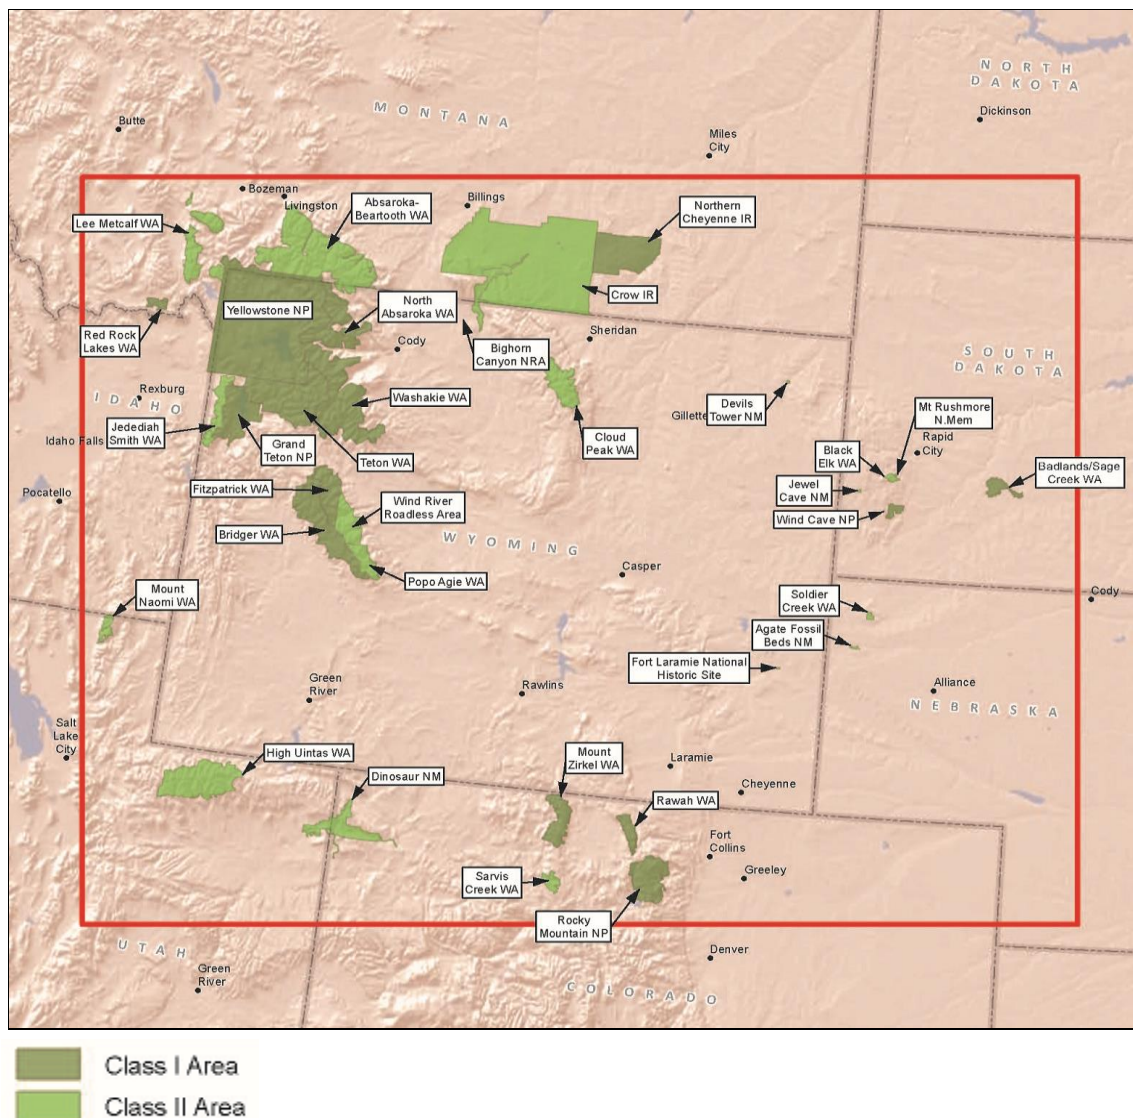 NORTH
DAKOTA
MONTANA
Dickinson
Butte
Miles
City
Bozeman
Livingston
Absaroka-
Beartooth WA
Billings
Northern
Cheyenne IR
Lee Metcalf WA
Yellowstone NP
North
Absaroka WA
Crow IR
Red Rock
Lakes WA
Cody
Bighorn
Canyon NRA
Sheridan
SOUTH
DAKOTA
Rexburg
IDAHO
Washakie WA
Gillette
Devils
Tower NM
Mt Rushmore
N.Mem
Idaho Falls
Jedediah
Smith WA
Grand
Teton NP
Teton WA
Cloud
Peak WA
Black
Elk WA
Rapid
City
Badlands/Sage
Creek WA
Pocatello
Fitzpatrick WA
Wind River
Roadless Area
Jewel
Cave NM
Wind Cave NP
Bridger WA
WYOMING
Popo Agie WA
Casper
Mount
Naomi WA
Soldier
Creek WA
Cody
Agate Fossil
Beds NM
Fort Laramie National
Historic Site
Green
River
Rawlins
Alliance
NEBRASKA
Salt
Lake
City
High Uintas WA
Dinosaur NM
Mount
Zirkel WA
Laramie
Cheyenne
Rawah WA
Fort
Collins
Greeley
Sarvis
Creek WA
Rocky
Mountain NP
UTAH
Denver
Green
River
COLORADO
Class I Area
Class II Area